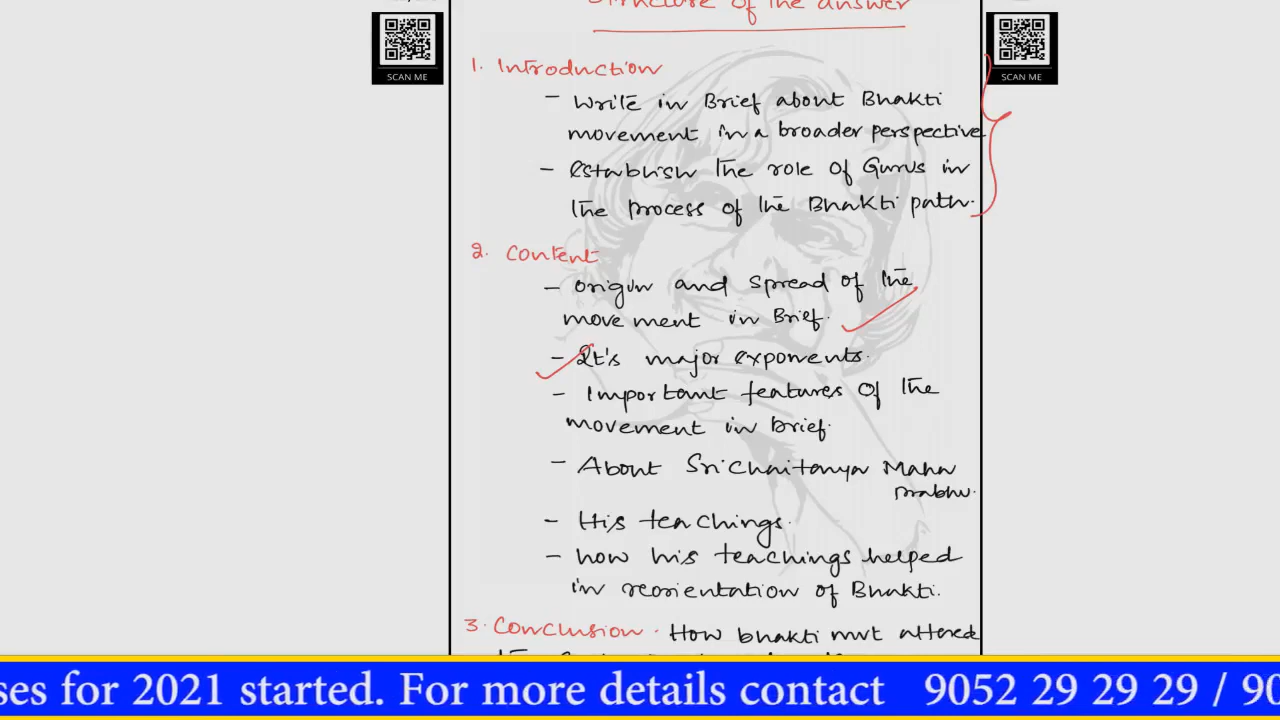 Structure of the answer
SCAN ME
SCAN ME
1. Introduction
- Write in Brief about Bhakti
movement in a broader perspective
- establish the role of Gurus in
the process of the Bhakti path.
2. Content
- origin and spread of the
movement in Brief.
- It's major exponents.
- Important features of the
movement in brief.
- About Sri Chaitanya Maha
prabhu.
- His teachings.
- how his teachings helped
in reorientation of Bhakti.
3. Conclusion. How bhakti mvt altered
ses for 2021 started. For more details contact 9052 29 29 29 / 90